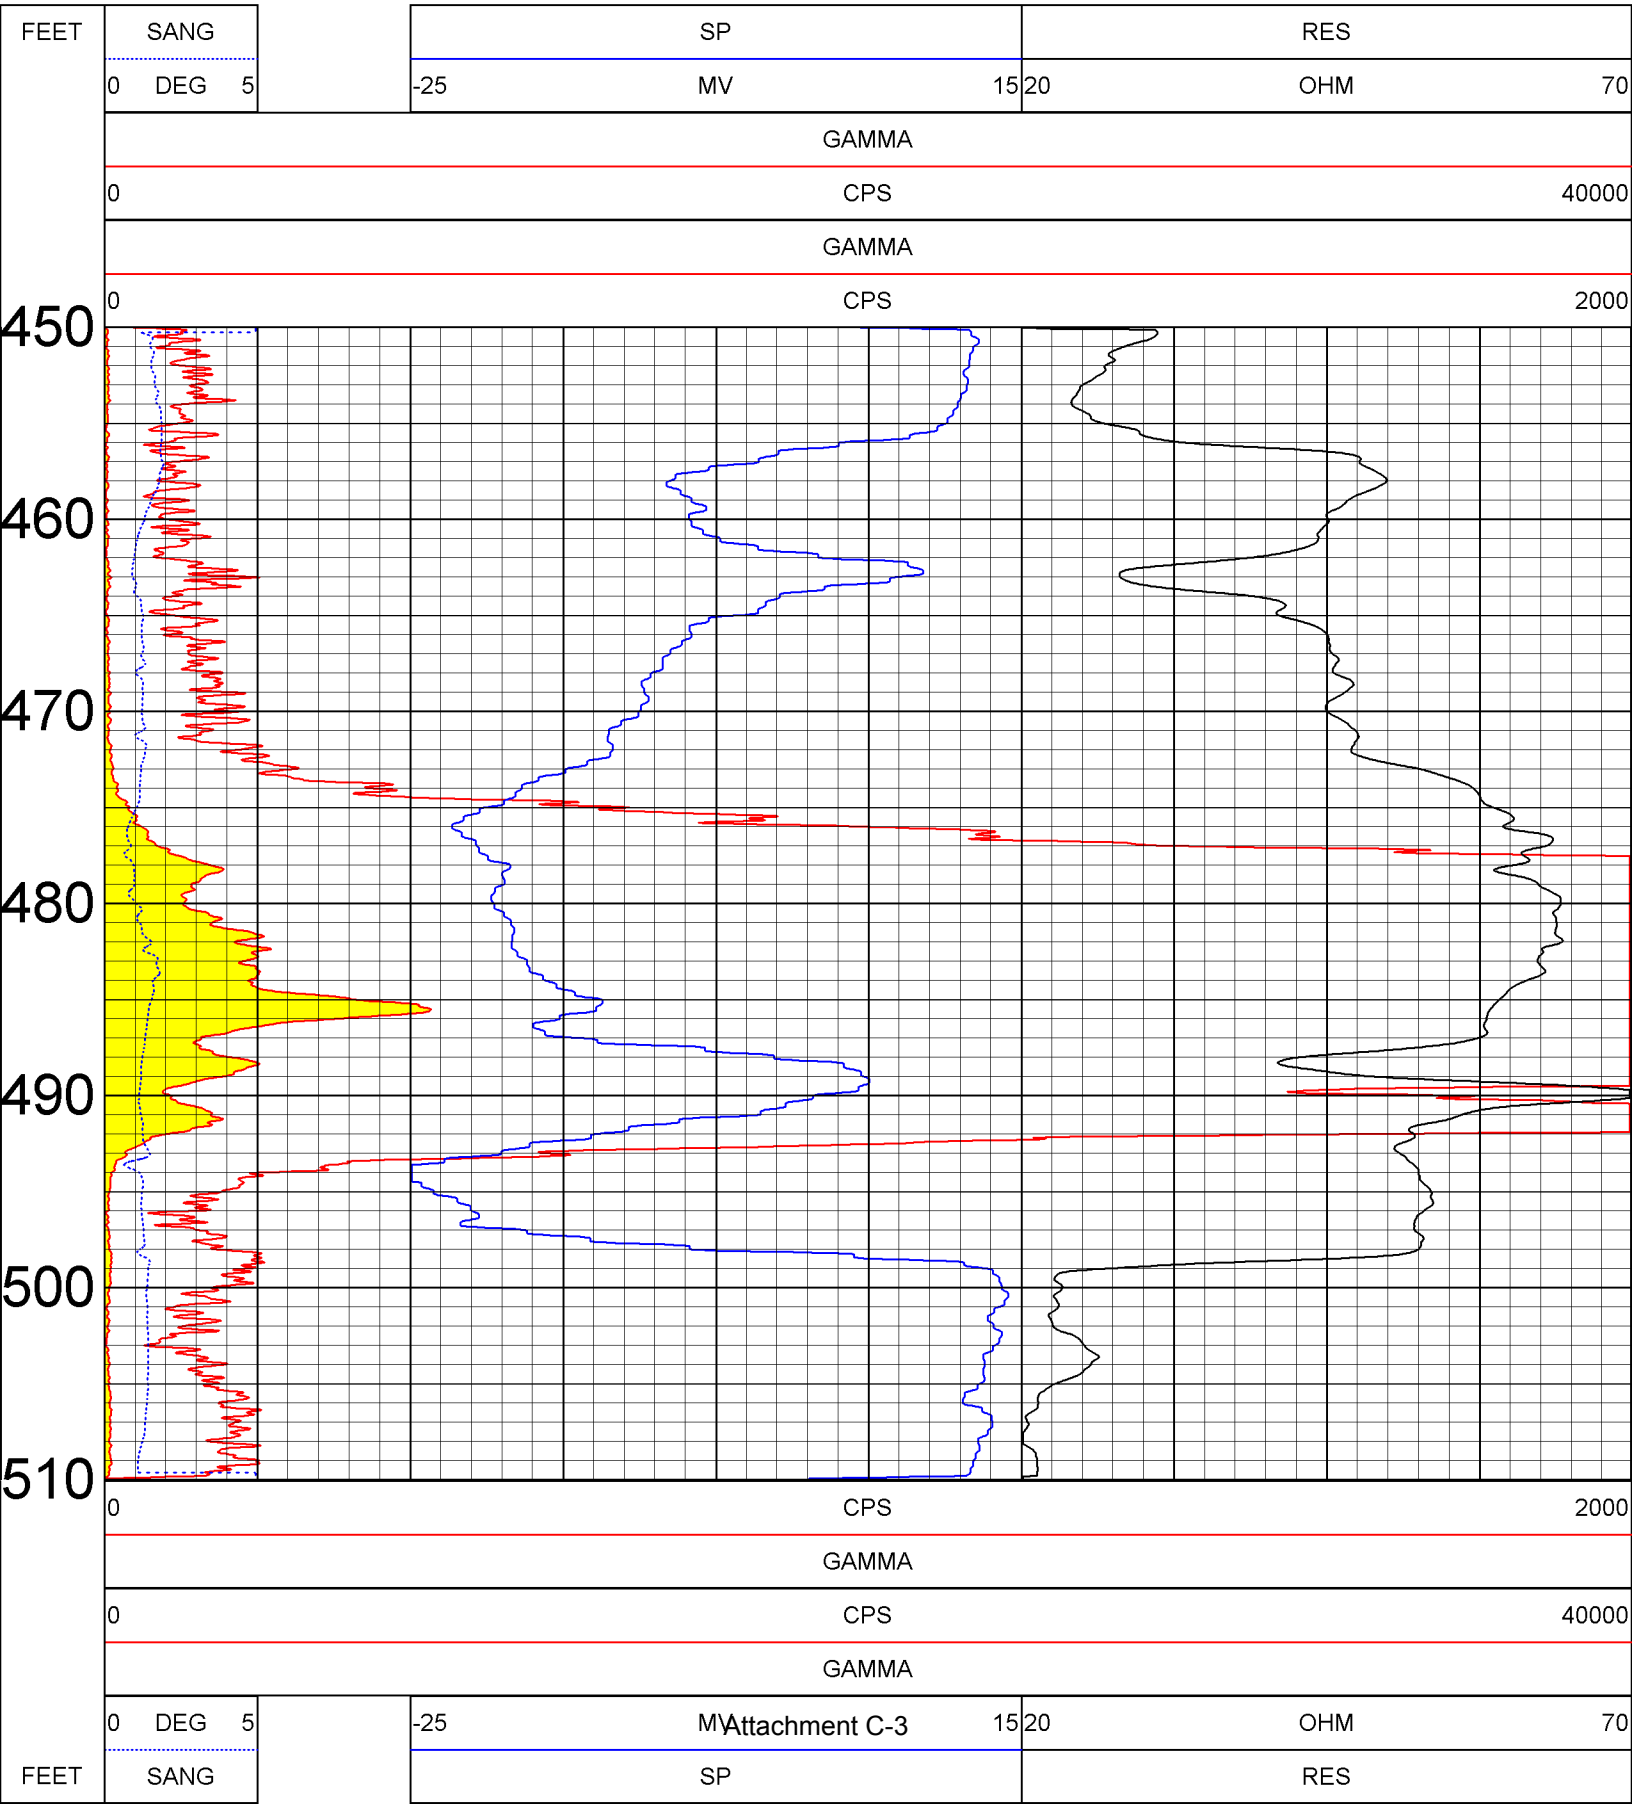 FEET SANG SP RES
0 DEG 5 -25 MV 15 20 OHM 70
GAMMA
0 CPS 40000
GAMMA
0 CPS 2000
450
460
470
480
490
500
510
0 CPS 2000
GAMMA
0 CPS 40000
GAMMA
0 DEG 5 -25 MV Attachment C-3 15 20 OHM 70
FEET SANG SP RES